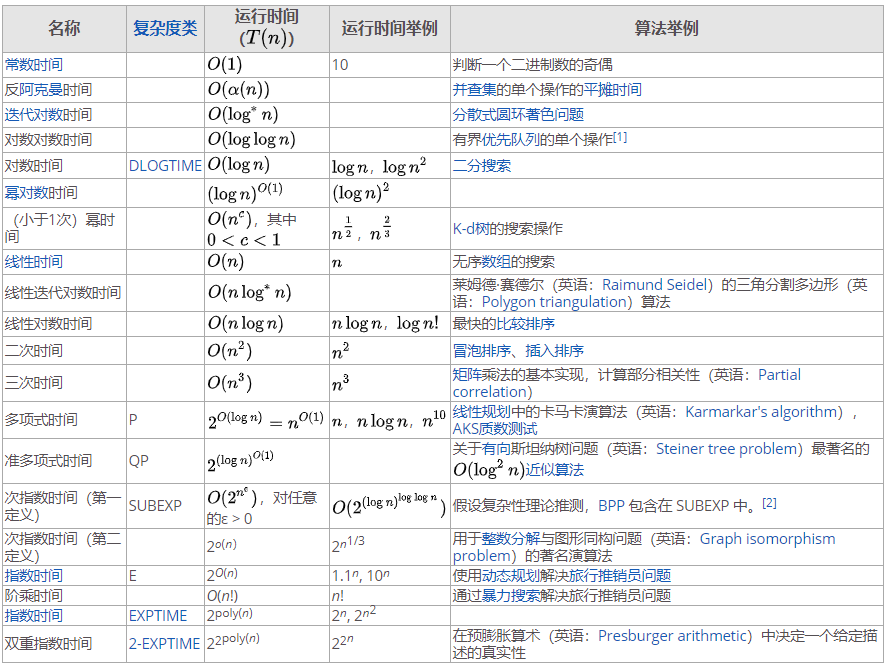 名称 复杂度类 运行时间 (T(n)) 运行时间举例 算法举例
常数时间 O(1) 10 判断一个二进制数的奇偶
反阿克曼时间 O(α(n)) 并查集的单个操作的平摊时间
迭代对数时间 O(log* n) 分散式圆环著色问题
对数对数时间 O(log log n) 有界优先队列的单个操作[1]
对数时间 DLOGTIME O(log n) log n，log n² 二分搜索
幂对数时间 (log n)^{O(1)} (log n)²
（小于1次）幂时
间 O(n^c)，其中
0 < c < 1 n^{1/2}，n^{2/3} K-d树的搜索操作
线性时间 O(n) n 无序数组的搜索
线性迭代对数时间 O(n log* n) 莱姆德·赛德尔（英语：Raimund Seidel）的三角分割多边形（英
语：Polygon triangulation）算法
线性对数时间 O(n log n) n log n，log n! 最快的比较排序
二次时间 O(n²) n² 冒泡排序、插入排序
三次时间 O(n³) n³ 矩阵乘法的基本实现，计算部分相关性（英语：Partial
correlation）
多项式时间 P 2^{O(log n)} = n^{O(1)} n，n log n，n^{10} 线性规划中的卡马卡演算法（英语：Karmarkar's algorithm），
AKS质数测试
准多项式时间 QP 2^{(log n)^{O(1)}} 关于有向斯坦纳树问题（英语：Steiner tree problem）最著名的
O(log² n)近似算法
次指数时间（第一
定义） SUBEXP O(2^{n^ε})，对任意
的ε > 0 O(2^{(log n)^{log log n}}) 假设复杂性理论推测，BPP 包含在 SUBEXP 中。[2]
次指数时间（第二
定义） 2^{o(n)} 2^{n^{1/3}} 用于整数分解与图形同构问题（英语：Graph isomorphism
problem）的著名演算法
指数时间 E 2^{O(n)} 1.1^n, 10^n 使用动态规划解决旅行推销员问题
阶乘时间 O(n!) n! 通过暴力搜索解决旅行推销员问题
指数时间 EXPTIME 2^{poly(n)} 2^n, 2^{n^2}
双重指数时间 2-EXPTIME 2^{2^{poly(n)}} 2^{2^n} 在预膨胀算术（英语：Presburger arithmetic）中决定一个给定描
述的真实性